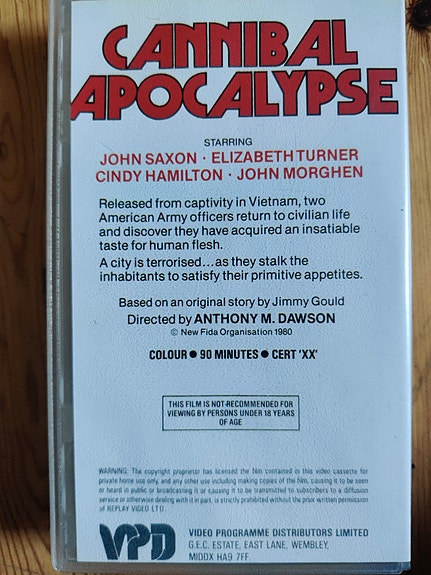 CANNIBAL
APOCALYPSE
STARRING
JOHN SAXON · ELIZABETH TURNER
CINDY HAMILTON · JOHN MORGHEN
Released from captivity in Vietnam, two
American Army officers return to civilian life
and discover they have acquired an insatiable
taste for human flesh.
A city is terrorised...as they stalk the
inhabitants to satisfy their primitive appetites.
Based on an original story by Jimmy Gould
Directed by ANTHONY M. DAWSON
© New Fida Organisation 1980
COLOUR ● 90 MINUTES ● CERT 'XX'
THIS FILM IS NOT RECOMMENDED FOR
VIEWING BY PERSONS UNDER 18 YEARS
OF AGE
WARNING: The copyright proprietor has licensed the film contained in this video cassette for
private home use only, and any other use including making copies of the film, causing it to be seen
or heard in public or broadcasting it or causing it to be transmitted to subscribers to a diffusion
service or otherwise dealing with it in part, is strictly prohibited without the prior written permission
of REPLAY VIDEO LTD.
VPD
VIDEO PROGRAMME DISTRIBUTORS LIMITED
G.E.C. ESTATE, EAST LANE, WEMBLEY,
MIDDX HA9 7FF.